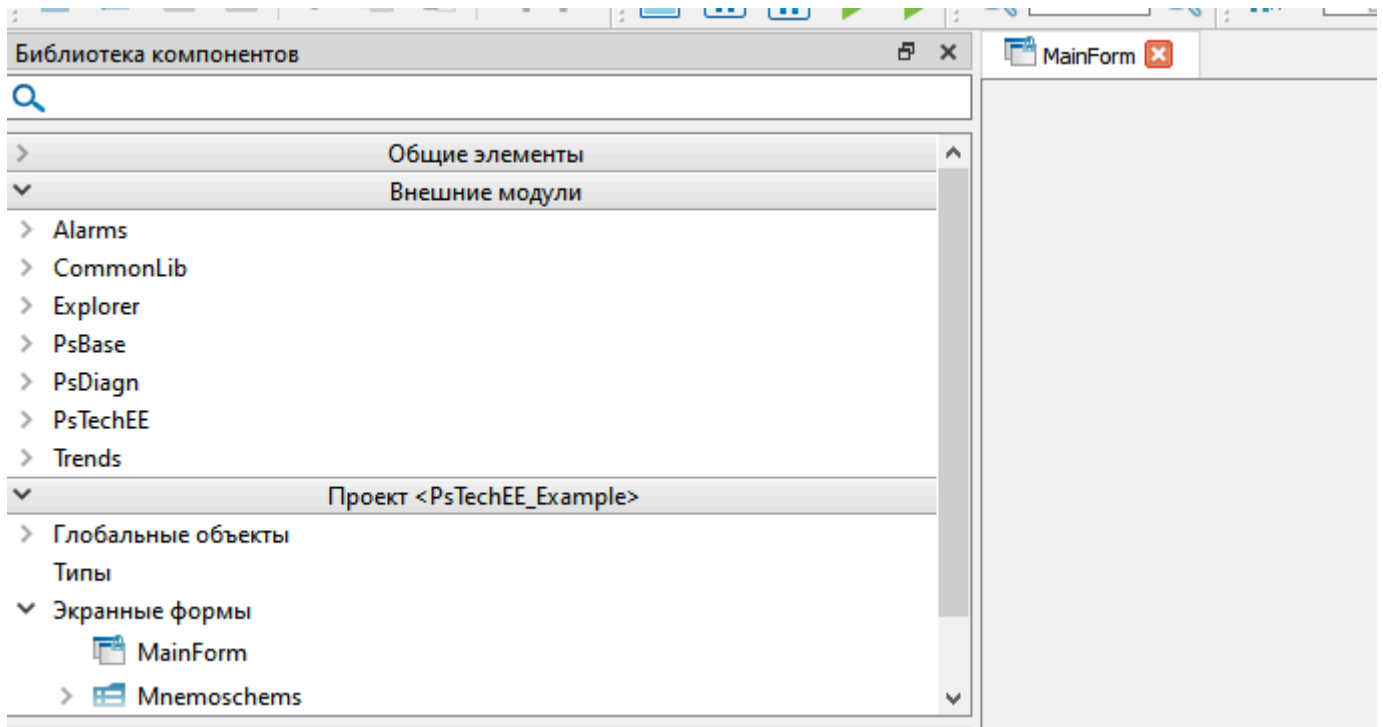 Библиотека компонентов
MainForm
Общие элементы
Внешние модули
Alarms
CommonLib
Explorer
PsBase
PsDiagn
PsTechEE
Trends
Проект <PsTechEE_Example>
Глобальные объекты
Типы
Экранные формы
MainForm
Mnemoschems